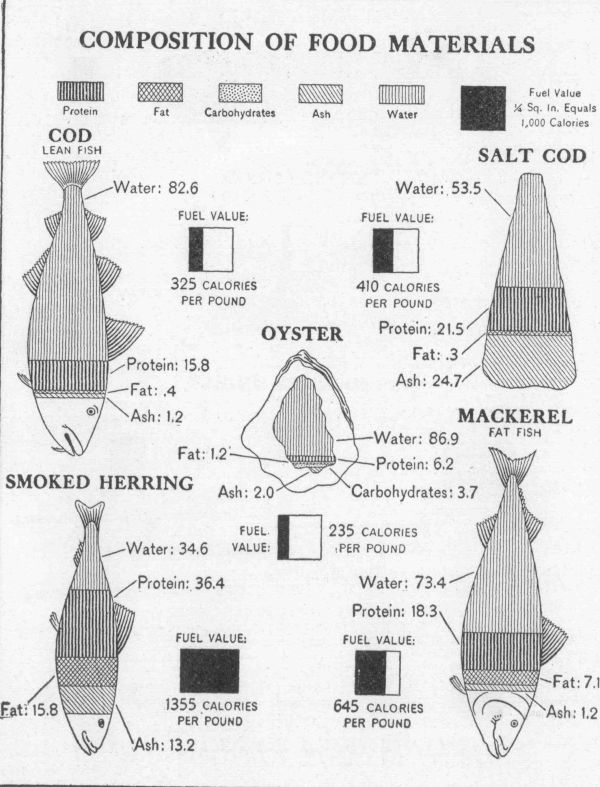 COMPOSITION OF FOOD MATERIALS
Protein
Fat
Carbohydrates
Ash
Water
Fuel Value
¼ Sq. In. Equals
1,000 Calories
COD
LEAN FISH
Water: 82.6
FUEL VALUE:
325 CALORIES
PER POUND
Protein: 15.8
Fat: .4
Ash: 1.2
SALT COD
Water: 53.5
FUEL VALUE:
410 CALORIES
PER POUND
Protein: 21.5
Fat: .3
Ash: 24.7
OYSTER
Water: 86.9
Fat: 1.2
Protein: 6.2
Ash: 2.0
Carbohydrates: 3.7
FUEL
VALUE:
235 CALORIES
PER POUND
SMOKED HERRING
Water: 34.6
Protein: 36.4
FUEL VALUE:
1355 CALORIES
PER POUND
Fat: 15.8
Ash: 13.2
MACKEREL
FAT FISH
Water: 73.4
Protein: 18.3
FUEL VALUE:
645 CALORIES
PER POUND
Fat: 7.1
Ash: 1.2